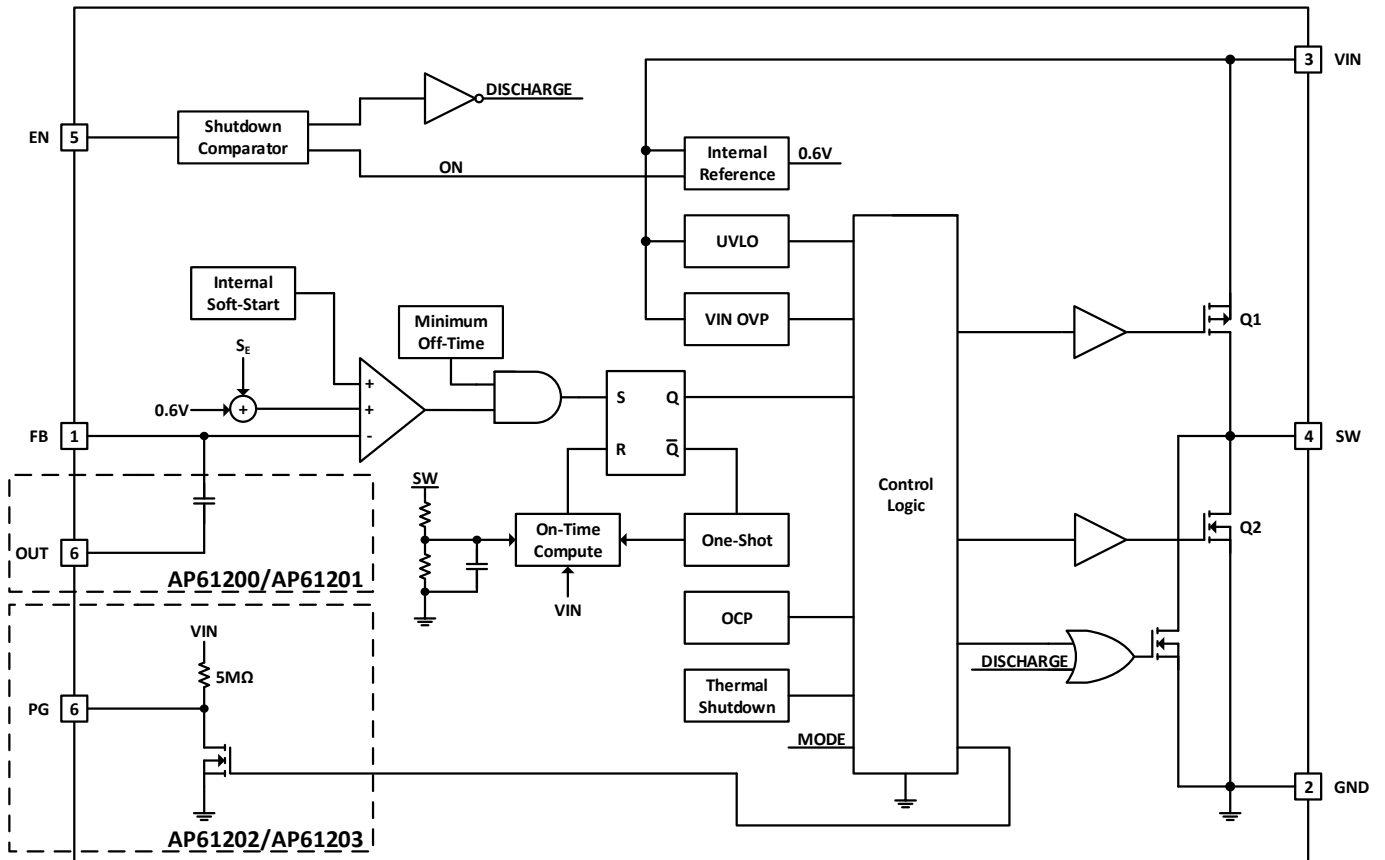 3 VIN
DISCHARGE
EN 5
Shutdown
Comparator
ON
Internal
Reference
0.6V
UVLO
Internal
Soft-Start
VIN OVP
Minimum
Off-Time
Q1
SE
0.6V
+
+
+
-
S Q
R Q̅
FB 1
4 SW
SW
Control
Logic
On-Time
Compute
One-Shot
Q2
OUT 6
AP61200/AP61201
VIN
OCP
VIN
5MΩ
DISCHARGE
PG 6
Thermal
Shutdown
MODE
2 GND
AP61202/AP61203